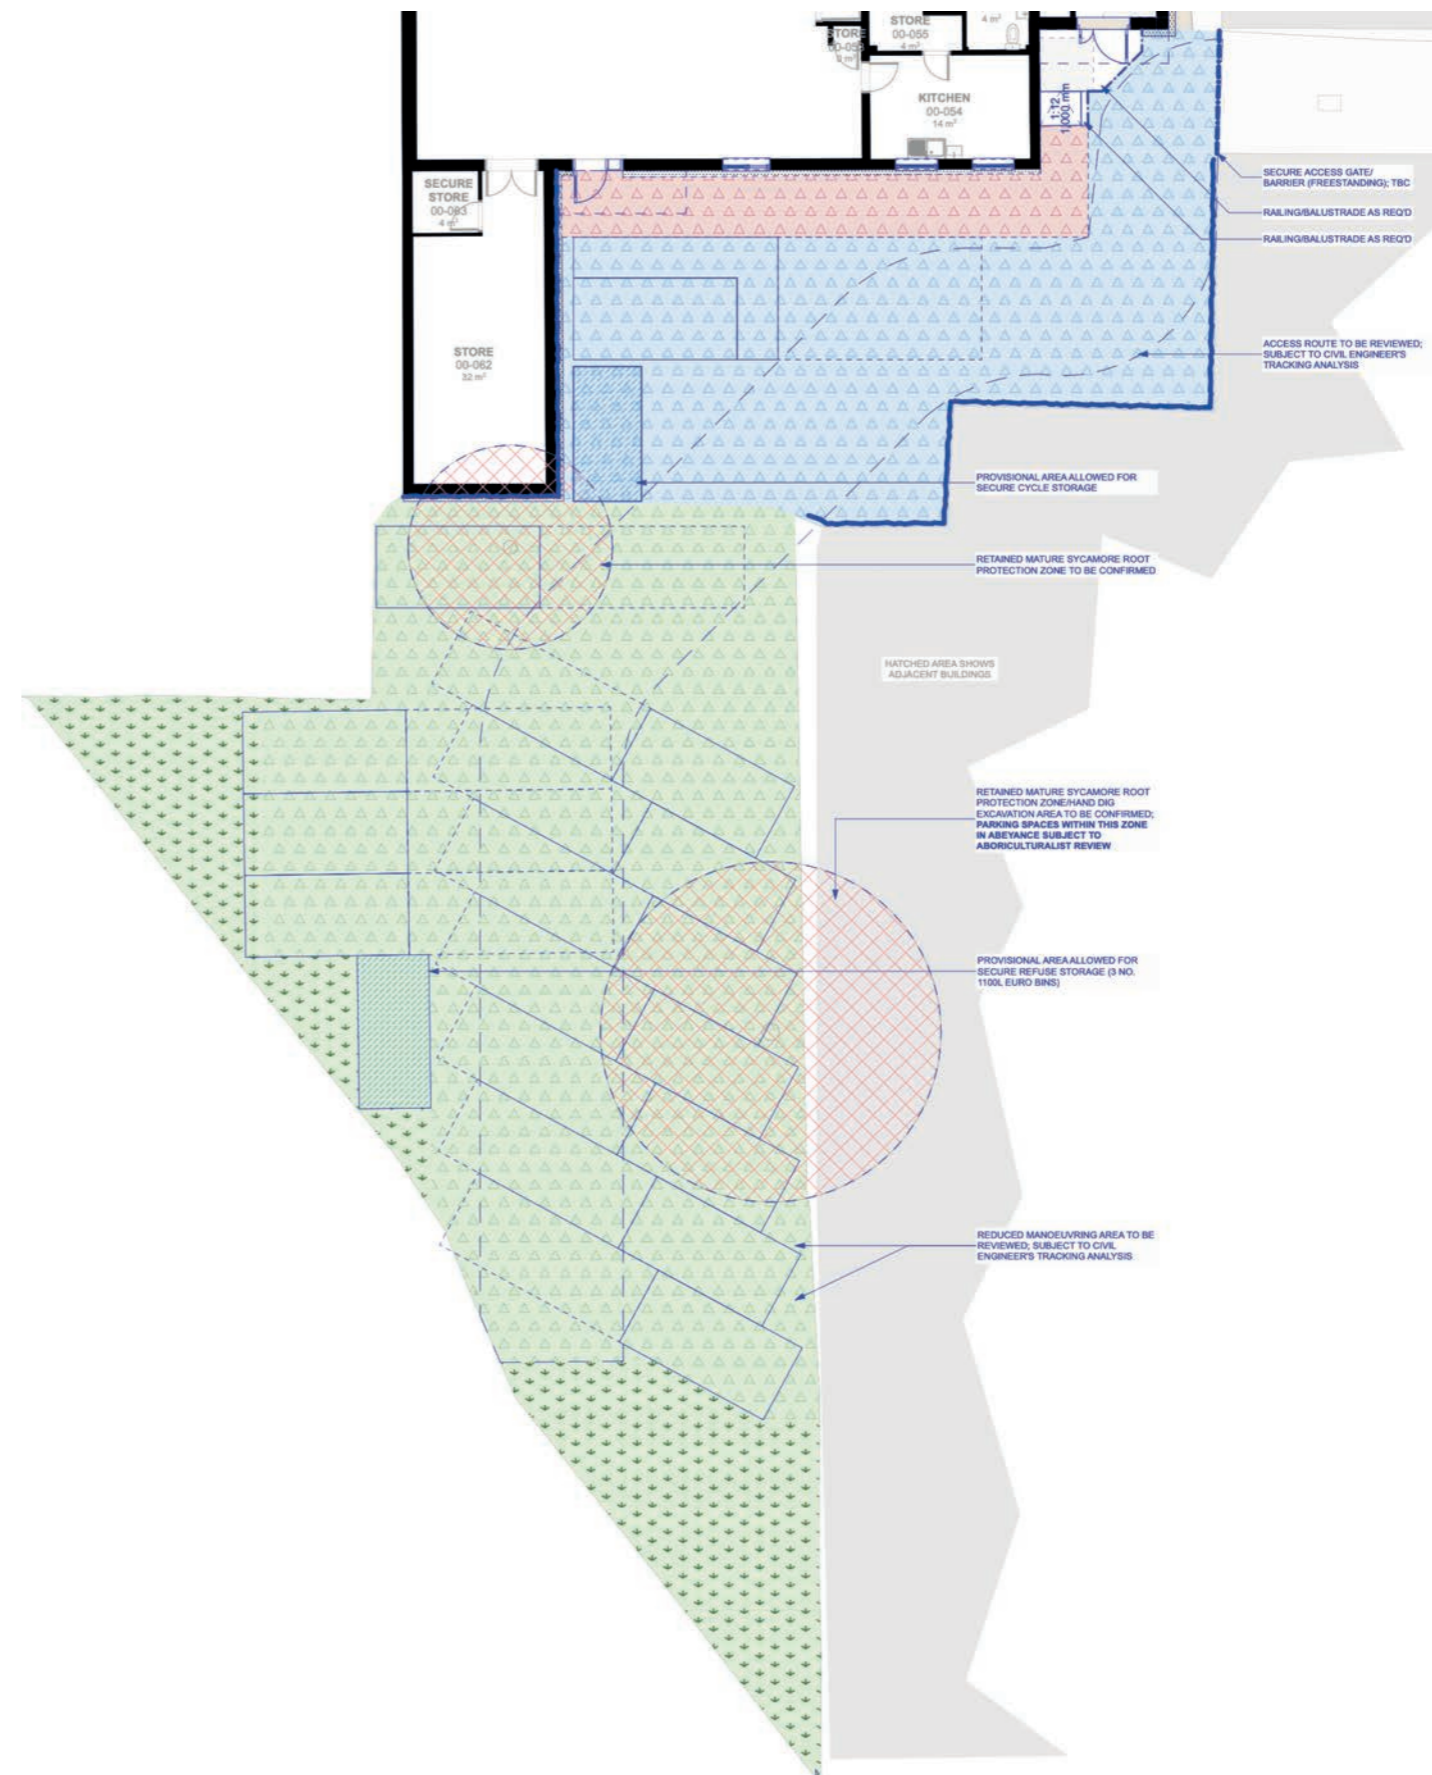 STORE
00-055
4 m²
4 m²
STORE
KITCHEN
00-054
14 m²
1:12
1,000 mm
SECURE
STORE
00-063
4 m²
SECURE ACCESS GATE/
BARRIER (FREESTANDING); TBC
RAILING/BALUSTRADE AS REQ'D
RAILING/BALUSTRADE AS REQ'D
STORE
00-062
32 m²
ACCESS ROUTE TO BE REVIEWED;
SUBJECT TO CIVIL ENGINEER'S
TRACKING ANALYSIS
PROVISIONAL AREA ALLOWED FOR
SECURE CYCLE STORAGE
RETAINED MATURE SYCAMORE ROOT
PROTECTION ZONE TO BE CONFIRMED
HATCHED AREA SHOWS
ADJACENT BUILDINGS
RETAINED MATURE SYCAMORE ROOT
PROTECTION ZONE/HAND DIG
EXCAVATION AREA TO BE CONFIRMED;
PARKING SPACES WITHIN THIS ZONE
IN ABEYANCE SUBJECT TO
ABORICULTURALIST REVIEW
PROVISIONAL AREA ALLOWED FOR
SECURE REFUSE STORAGE (3 NO.
1100L EURO BINS)
REDUCED MANOEUVRING AREA TO BE
REVIEWED; SUBJECT TO CIVIL
ENGINEER'S TRACKING ANALYSIS